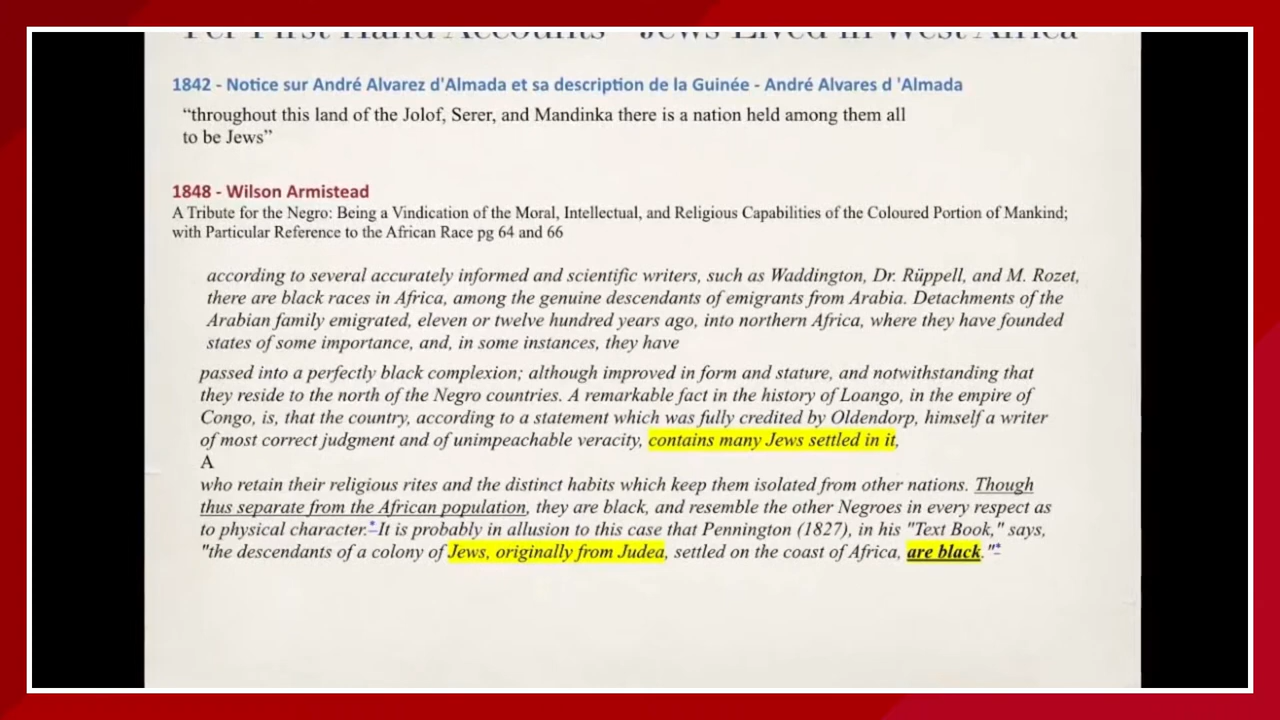 Per First Hand Accounts - Jews Lived in West Africa
1842 - Notice sur André Alvarez d'Almada et sa description de la Guinée - André Alvares d 'Almada
“throughout this land of the Jolof, Serer, and Mandinka there is a nation held among them all
to be Jews”
1848 - Wilson Armistead
A Tribute for the Negro: Being a Vindication of the Moral, Intellectual, and Religious Capabilities of the Coloured Portion of Mankind;
with Particular Reference to the African Race pg 64 and 66
according to several accurately informed and scientific writers, such as Waddington, Dr. Rüppell, and M. Rozet,
there are black races in Africa, among the genuine descendants of emigrants from Arabia. Detachments of the
Arabian family emigrated, eleven or twelve hundred years ago, into northern Africa, where they have founded
states of some importance, and, in some instances, they have
passed into a perfectly black complexion; although improved in form and stature, and notwithstanding that
they reside to the north of the Negro countries. A remarkable fact in the history of Loango, in the empire of
Congo, is, that the country, according to a statement which was fully credited by Oldendorp, himself a writer
of most correct judgment and of unimpeachable veracity, contains many Jews settled in it,
A
who retain their religious rites and the distinct habits which keep them isolated from other nations. Though
thus separate from the African population, they are black, and resemble the other Negroes in every respect as
to physical character.* It is probably in allusion to this case that Pennington (1827), in his "Text Book," says,
"the descendants of a colony of Jews, originally from Judea, settled on the coast of Africa, are black."*